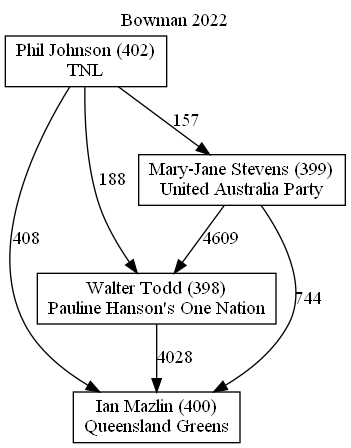 Bowman 2022
Phil Johnson (402)
TNL
157
Mary-Jane Stevens (399)
United Australia Party
188
408
4609
Walter Todd (398)
Pauline Hanson's One Nation
744
4028
Ian Mazlin (400)
Queensland Greens